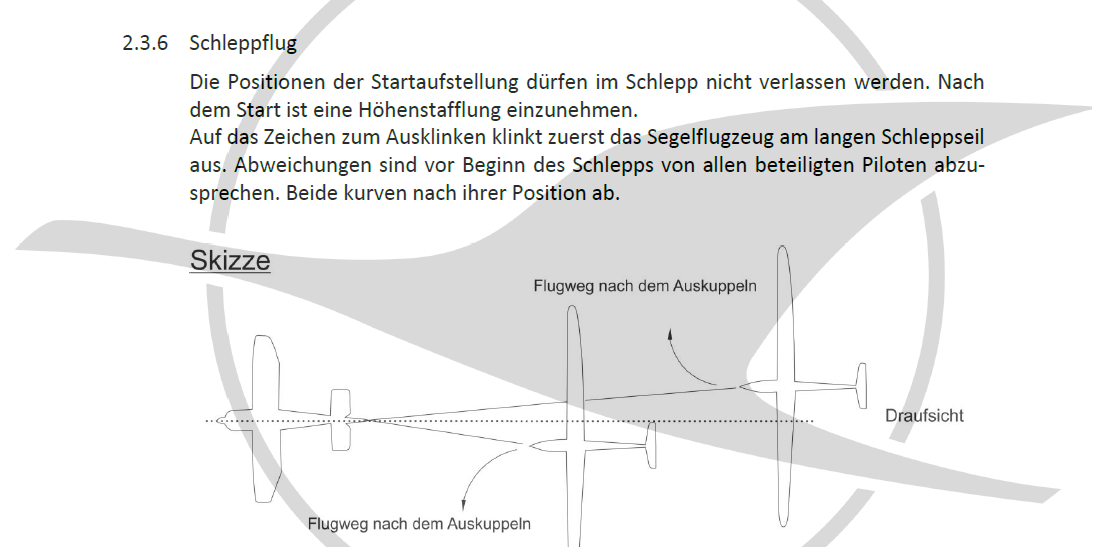 2.3.6 Schleppflug
Die Positionen der Startaufstellung dürfen im Schlepp nicht verlassen werden. Nach
dem Start ist eine Höhenstafflung einzunehmen.
Auf das Zeichen zum Ausklinken klinkt zuerst das Segelflugzeug am langen Schleppseil
aus. Abweichungen sind vor Beginn des Schlepps von allen beteiligten Piloten abzu-
sprechen. Beide kurven nach ihrer Position ab.
Skizze
Flugweg nach dem Auskuppeln
Draufsicht
Flugweg nach dem Auskuppeln